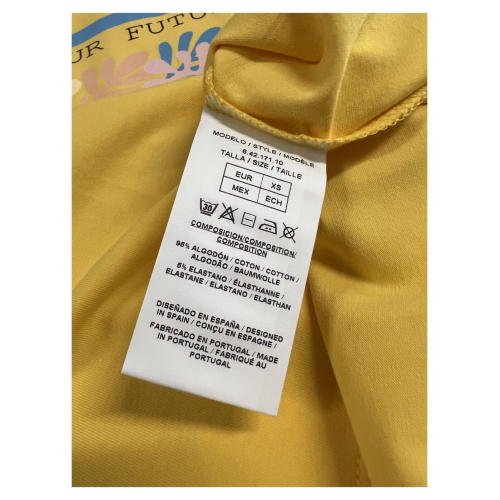 UR FUTU
MODELO / STYLE / MODÈLE
6.42.171.10
TALLA / SIZE / TAILLE
EUR XS
MEX ECH
30
COMPOSICION/COMPOSITION/
COMPOSITION
95% ALGODÓN / COTON / COTTON /
ALGODÃO / BAUMWOLLE
5% ELASTANO / ÉLASTHANNE /
ELASTANE / ELASTANO / ELASTHAN
DISEÑADO EN ESPAÑA / DESIGNED
IN SPAIN / CONÇU EN ESPAGNE /
FABRICADO EN PORTUGAL / MADE
IN PORTUGAL / FABRIQUÉ AU
PORTUGAL